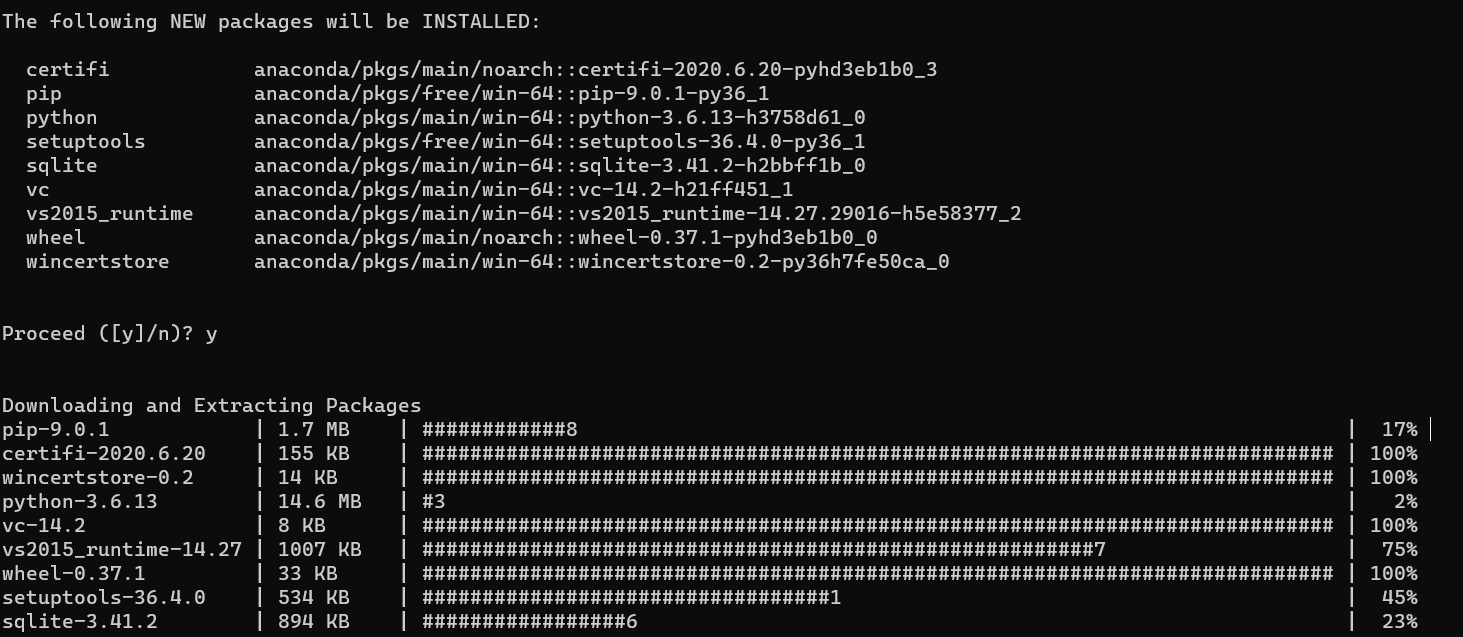 The following NEW packages will be INSTALLED:
certifi anaconda/pkgs/main/noarch::certifi-2020.6.20-pyhd3eb1b0_3
pip anaconda/pkgs/free/win-64::pip-9.0.1-py36_1
python anaconda/pkgs/main/win-64::python-3.6.13-h3758d61_0
setuptools anaconda/pkgs/free/win-64::setuptools-36.4.0-py36_1
sqlite anaconda/pkgs/main/win-64::sqlite-3.41.2-h2bbff1b_0
vc anaconda/pkgs/main/win-64::vc-14.2-h21ff451_1
vs2015_runtime anaconda/pkgs/main/win-64::vs2015_runtime-14.27.29016-h5e58377_2
wheel anaconda/pkgs/main/noarch::wheel-0.37.1-pyhd3eb1b0_0
wincertstore anaconda/pkgs/main/win-64::wincertstore-0.2-py36h7fe50ca_0
Proceed ([y]/n)? y
Downloading and Extracting Packages
pip-9.0.1 | 1.7 MB | ############8 | 17%
certifi-2020.6.20 | 155 KB | ############################################################################ | 100%
wincertstore-0.2 | 14 KB | ############################################################################ | 100%
python-3.6.13 | 14.6 MB | #3 | 2%
vc-14.2 | 8 KB | ############################################################################ | 100%
vs2015_runtime-14.27 | 1007 KB | ########################################################7 | 75%
wheel-0.37.1 | 33 KB | ############################################################################ | 100%
setuptools-36.4.0 | 534 KB | ##################################1 | 45%
sqlite-3.41.2 | 894 KB | #################6 | 23%